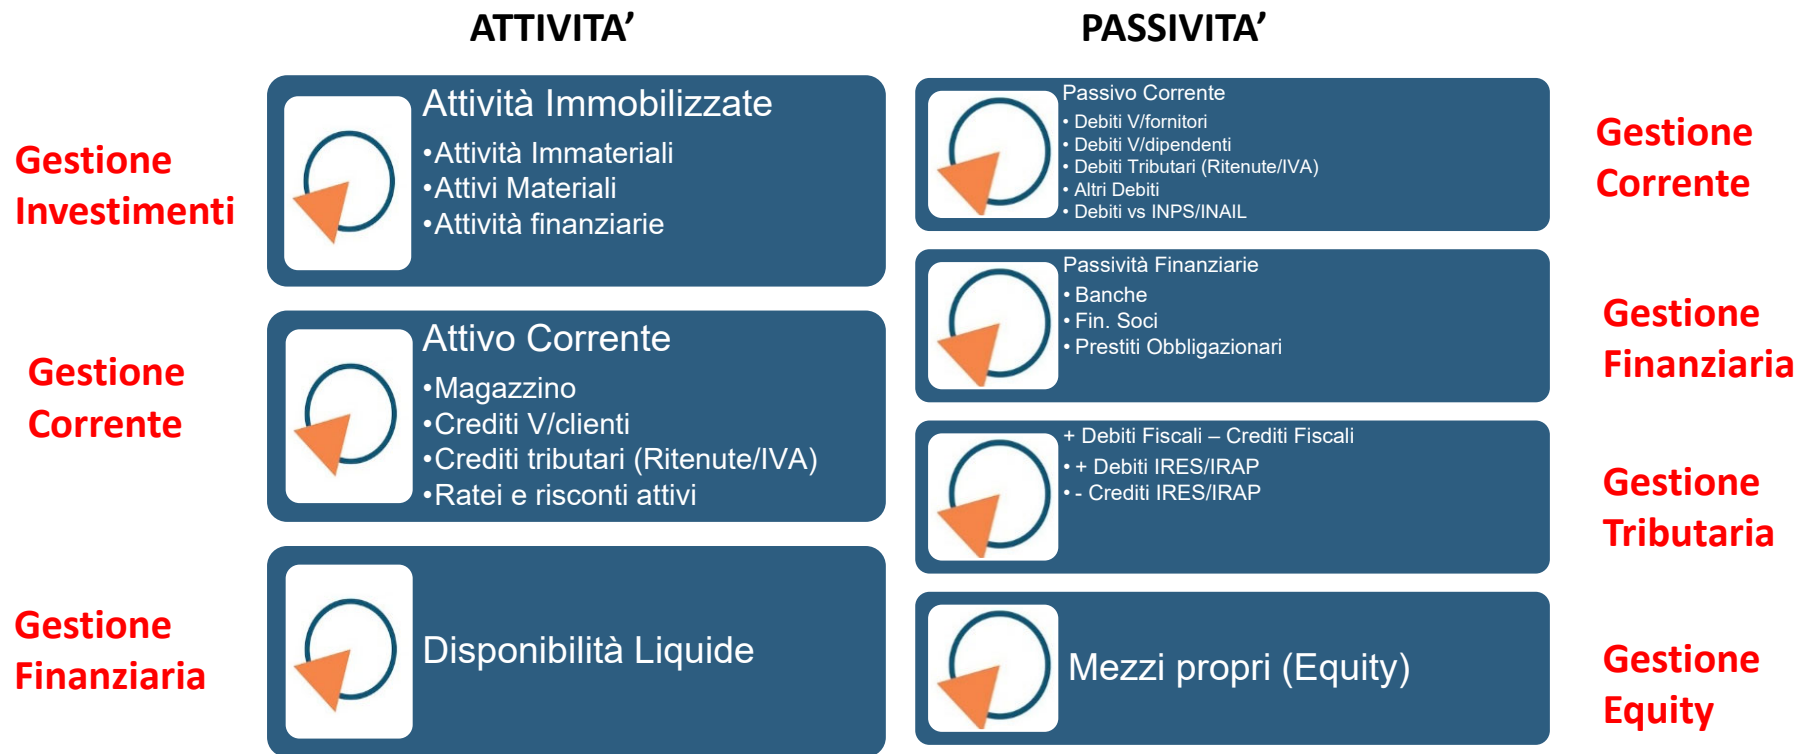 ATTIVITA’
PASSIVITA’
Gestione
Investimenti
Attività Immobilizzate
•Attività Immateriali
•Attivi Materiali
•Attività finanziarie
Gestione
Corrente
Attivo Corrente
•Magazzino
•Crediti V/clienti
•Crediti tributari (Ritenute/IVA)
•Ratei e risconti attivi
Gestione
Finanziaria
Disponibilità Liquide
Passivo Corrente
• Debiti V/fornitori
• Debiti V/dipendenti
• Debiti Tributari (Ritenute/IVA)
• Altri Debiti
• Debiti vs INPS/INAIL
Gestione
Corrente
Passività Finanziarie
• Banche
• Fin. Soci
• Prestiti Obbligazionari
Gestione
Finanziaria
+ Debiti Fiscali – Crediti Fiscali
• + Debiti IRES/IRAP
• - Crediti IRES/IRAP
Gestione
Tributaria
Mezzi propri (Equity)
Gestione
Equity